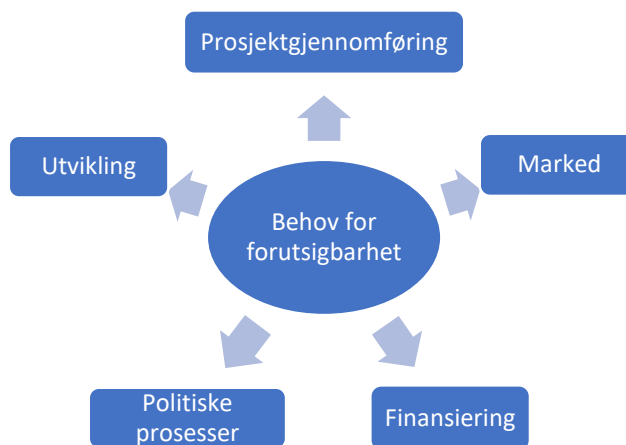 Prosjektgjennomføring
Utvikling
Marked
Behov for
forutsigbarhet
Politiske
prosesser
Finansiering